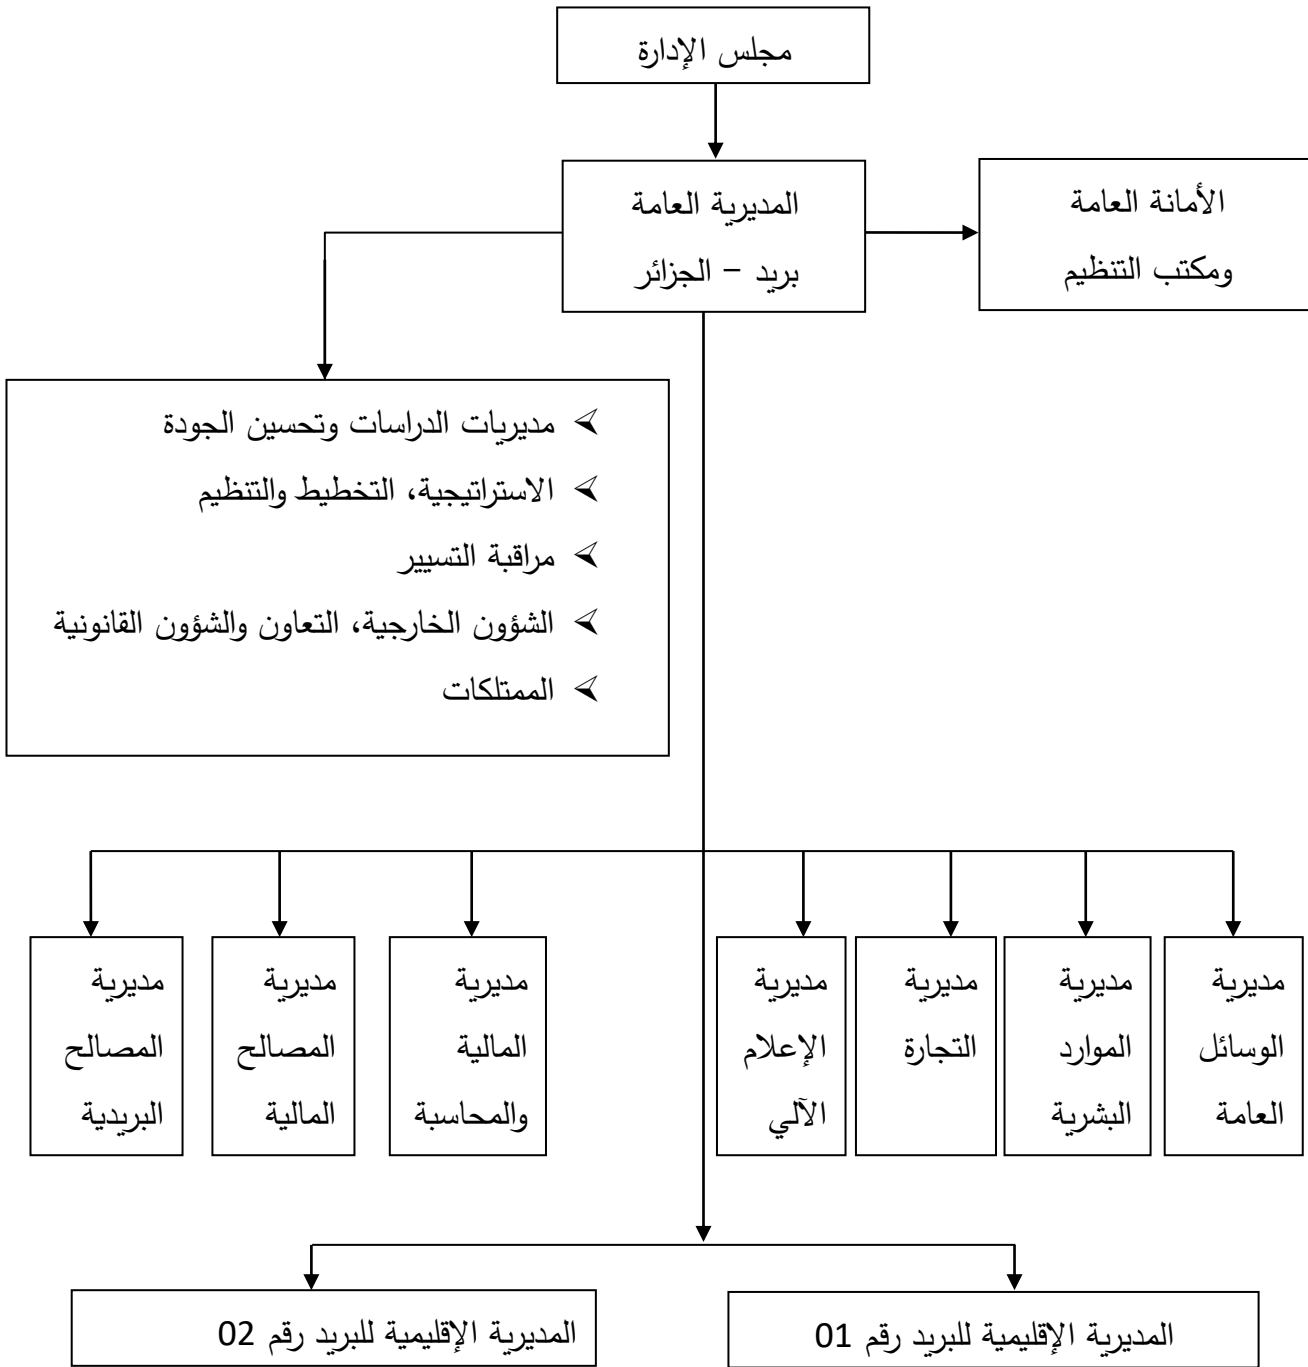 مجلس الإدارة
المديرية العامة
بريد – الجزائر
الأمانة العامة
ومكتب التنظيم
مديريات الدراسات وتحسين الجودة
الاستراتيجية، التخطيط والتنظيم
مراقبة التسيير
الشؤون الخارجية، التعاون والشؤون القانونية
الممتلكات
مديرية
الوسائل
العامة
مديرية
الموارد
البشرية
مديرية
التجارة
مديرية
الإعلام
الآلي
مديرية
المالية
والمحاسبة
مديرية
المصالح
المالية
مديرية
المصالح
البريدية
المديرية الإقليمية للبريد رقم 01
المديرية الإقليمية للبريد رقم 02